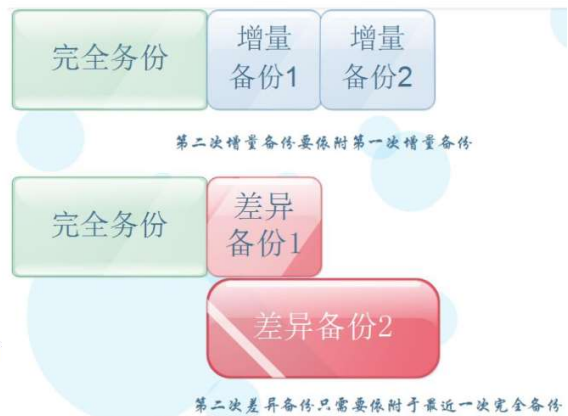 完全务份
增量
备份1
增量
备份2
第二次增量备份要依附第一次增量备份
完全务份
差异
备份1
差异备份2
第二次差异备份只需要依附于最近一次完全备份